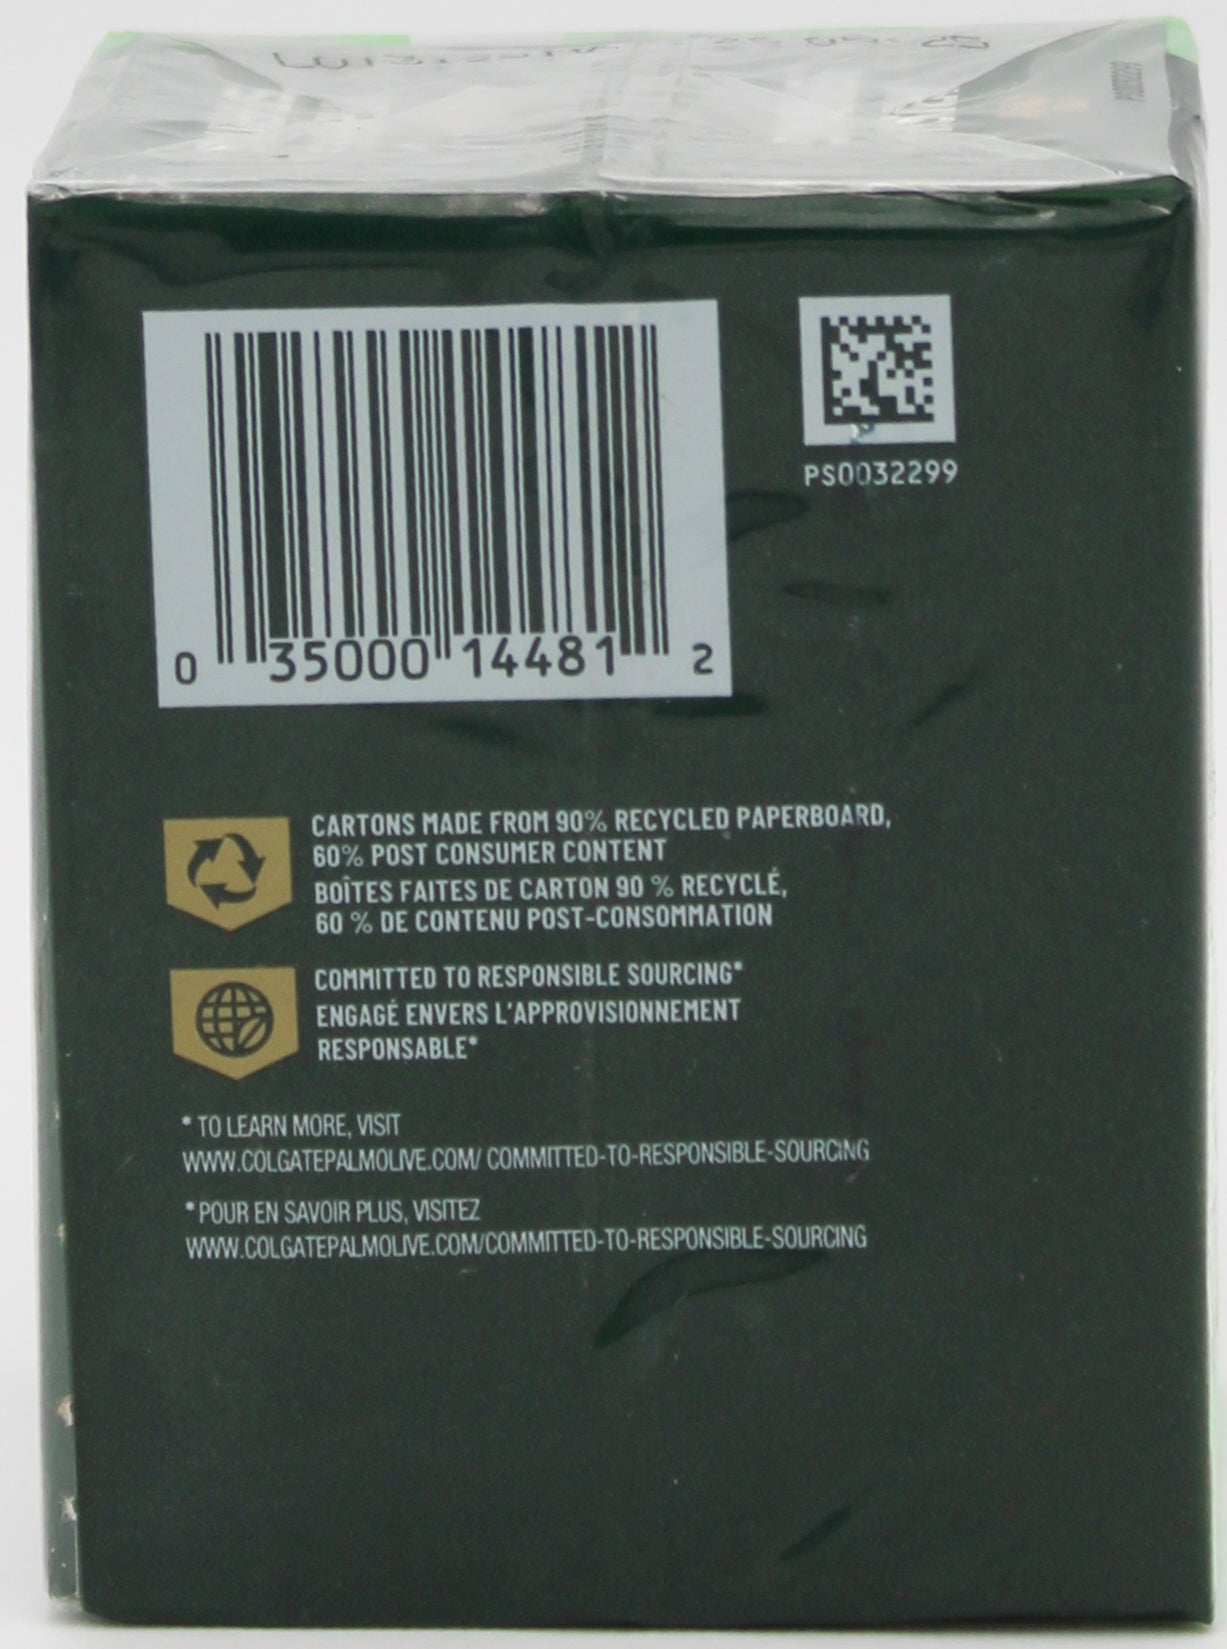 0 35000 14481 2
PS0032299
CARTONS MADE FROM 90% RECYCLED PAPERBOARD,
60% POST CONSUMER CONTENT
BOÎTES FAITES DE CARTON 90 % RECYCLÉ,
60 % DE CONTENU POST-CONSOMMATION
COMMITTED TO RESPONSIBLE SOURCING*
ENGAGÉ ENVERS L'APPROVISIONNEMENT
RESPONSABLE*
* TO LEARN MORE, VISIT
WWW.COLGATEPALMOLIVE.COM/ COMMITTED-TO-RESPONSIBLE-SOURCING
* POUR EN SAVOIR PLUS, VISITEZ
WWW.COLGATEPALMOLIVE.COM/COMMITTED-TO-RESPONSIBLE-SOURCING